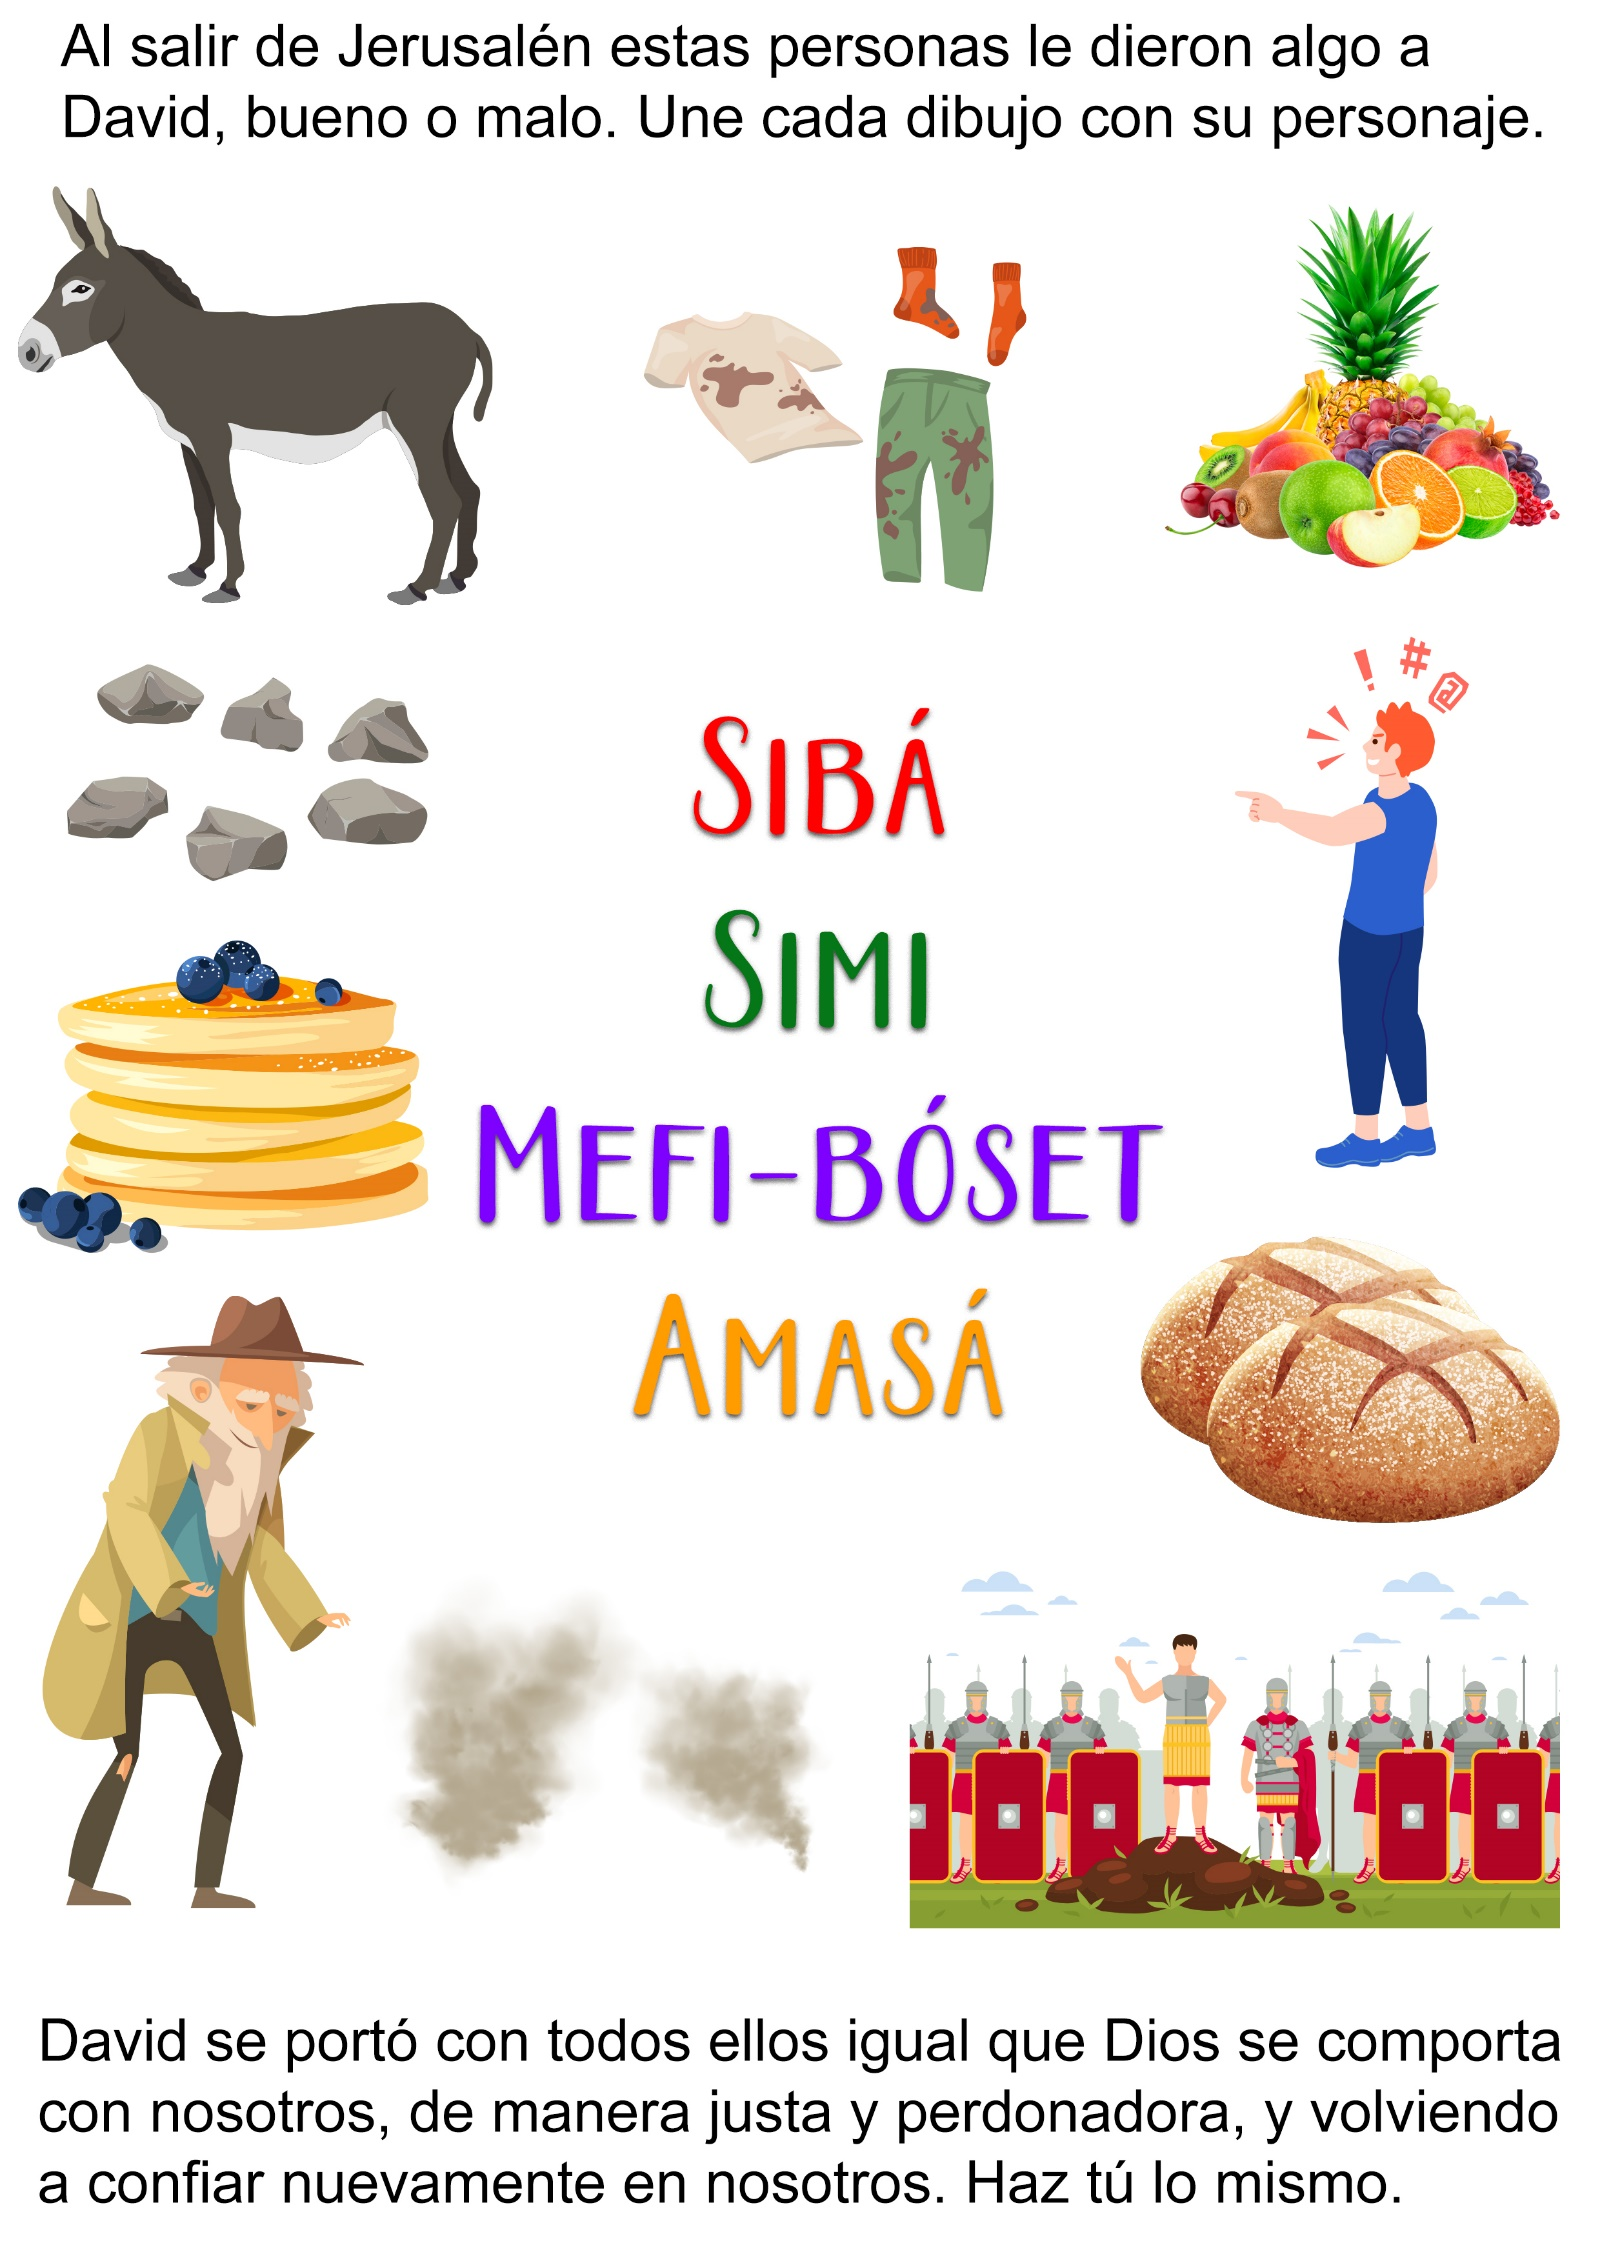 Al salir de Jerusalén estas personas le dieron algo a
David, bueno o malo. Une cada dibujo con su personaje.
! # @
SIBÁ
SIMI
MEFI-BÓSET
AMASÁ
David se portó con todos ellos igual que Dios se comporta
con nosotros, de manera justa y perdonadora, y volviendo
a confiar nuevamente en nosotros. Haz tú lo mismo.